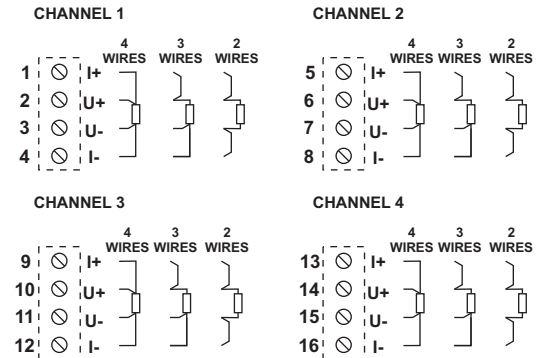 CHANNEL 1
4 WIRES
3 WIRES
2 WIRES
1 I+
2 U+
3 U-
4 I-
CHANNEL 2
4 WIRES
3 WIRES
2 WIRES
5 I+
6 U+
7 U-
8 I-
CHANNEL 3
4 WIRES
3 WIRES
2 WIRES
9 I+
10 U+
11 U-
12 I-
CHANNEL 4
4 WIRES
3 WIRES
2 WIRES
13 I+
14 U+
15 U-
16 I-